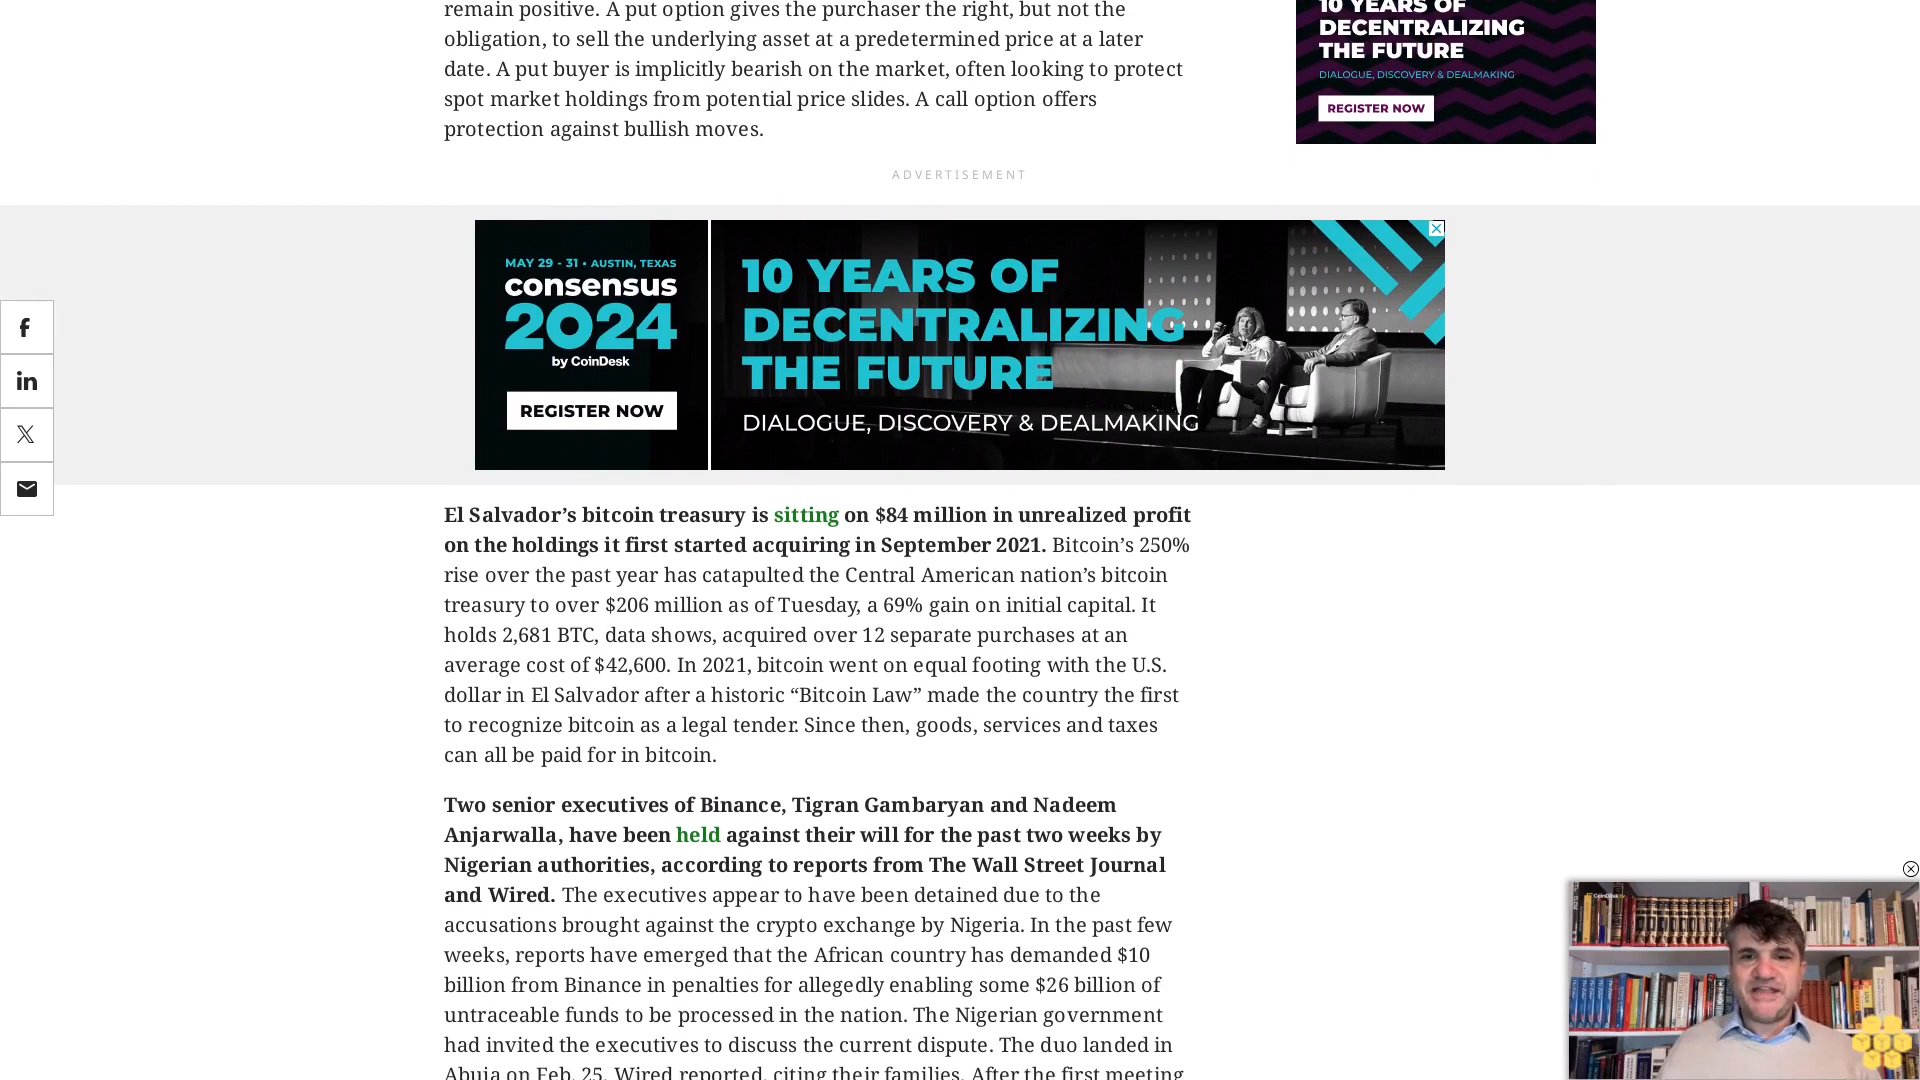 remain positive. A put option gives the purchaser the right, but not the
obligation, to sell the underlying asset at a predetermined price at a later
date. A put buyer is implicitly bearish on the market, often looking to protect
spot market holdings from potential price slides. A call option offers
protection against bullish moves.
10 YEARS OF
DECENTRALIZING
THE FUTURE
DIALOGUE, DISCOVERY & DEALMAKING
REGISTER NOW
ADVERTISEMENT
MAY 29 - 31 • AUSTIN, TEXAS
consensus
2024
by CoinDesk
REGISTER NOW
10 YEARS OF
DECENTRALIZING
THE FUTURE
DIALOGUE, DISCOVERY & DEALMAKING
El Salvador’s bitcoin treasury is sitting on $84 million in unrealized profit
on the holdings it first started acquiring in September 2021. Bitcoin’s 250%
rise over the past year has catapulted the Central American nation’s bitcoin
treasury to over $206 million as of Tuesday, a 69% gain on initial capital. It
holds 2,681 BTC, data shows, acquired over 12 separate purchases at an
average cost of $42,600. In 2021, bitcoin went on equal footing with the U.S.
dollar in El Salvador after a historic “Bitcoin Law” made the country the first
to recognize bitcoin as a legal tender. Since then, goods, services and taxes
can all be paid for in bitcoin.
Two senior executives of Binance, Tigran Gambaryan and Nadeem
Anjarwalla, have been held against their will for the past two weeks by
Nigerian authorities, according to reports from The Wall Street Journal
and Wired. The executives appear to have been detained due to the
accusations brought against the crypto exchange by Nigeria. In the past few
weeks, reports have emerged that the African country has demanded $10
billion from Binance in penalties for allegedly enabling some $26 billion of
untraceable funds to be processed in the nation. The Nigerian government
had invited the executives to discuss the current dispute. The duo landed in
Abuja on Feb. 25, Wired reported, citing their families. After the first meeting